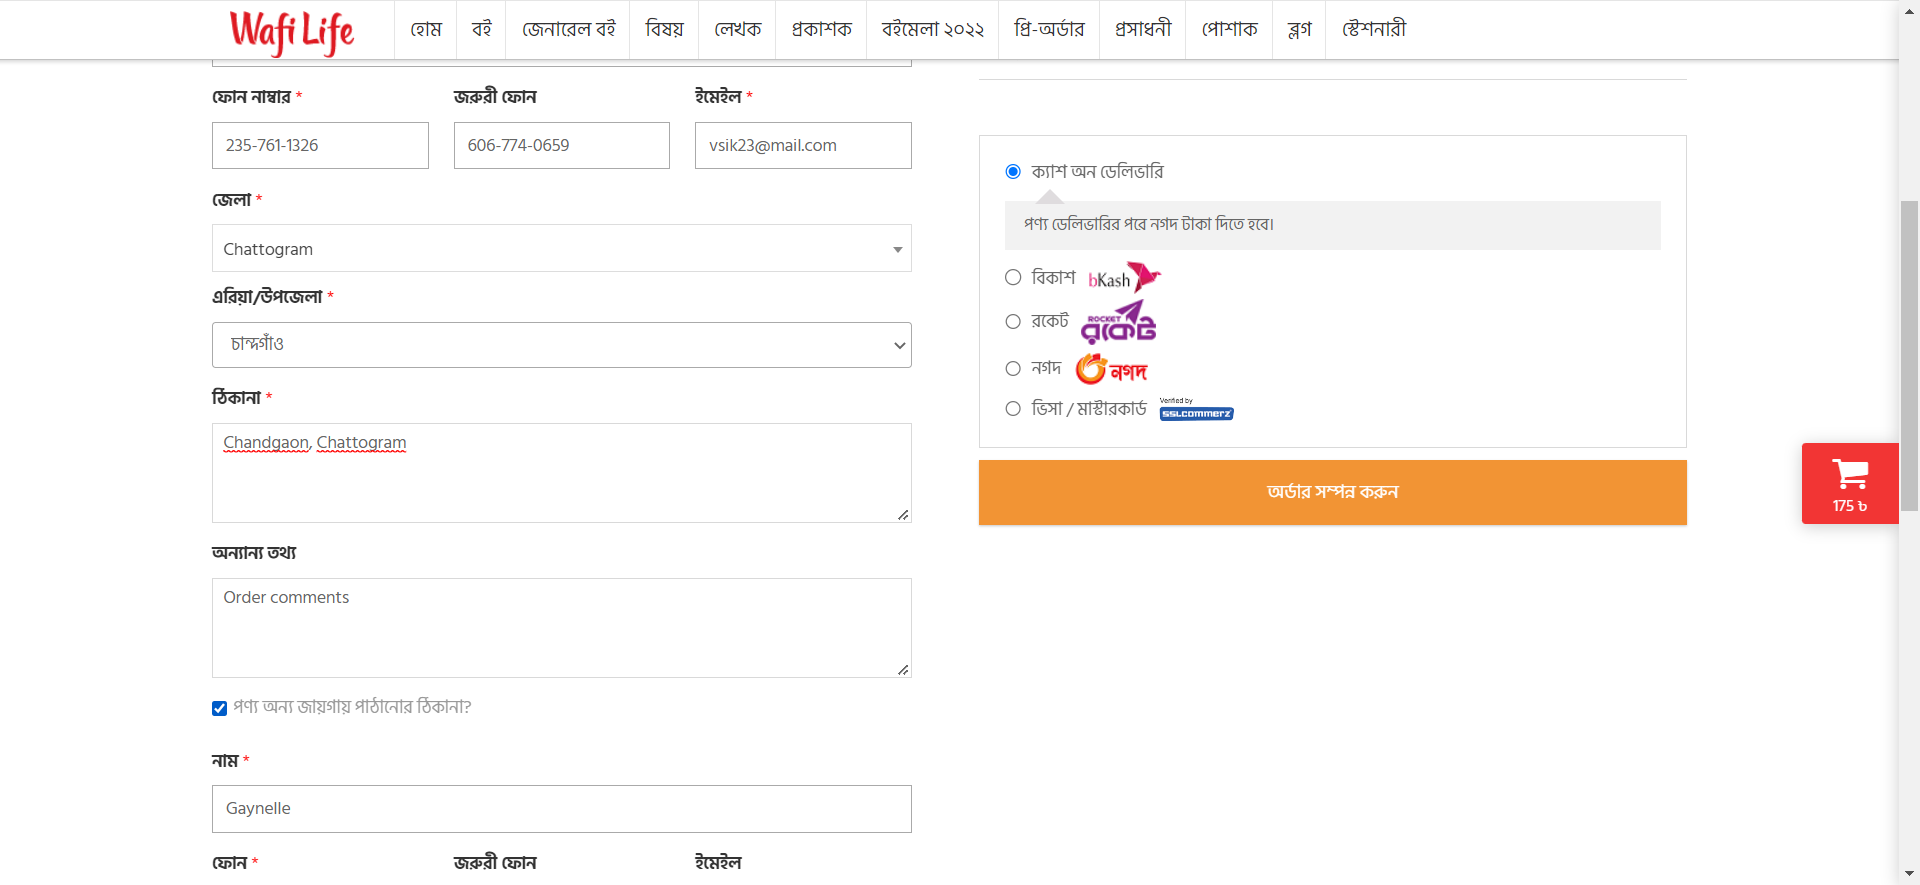 Wafi Life
হোম
বই
জেনারেল বই
বিষয়
লেখক
প্রকাশক
বইমেলা ২০২২
প্রি-অর্ডার
প্রসাধনী
পোশাক
ব্লগ
স্টেশনারী
ফোন নাম্বার *
জরুরী ফোন
ইমেইল *
235-761-1326
606-774-0659
vsik23@mail.com
জেলা *
Chattogram
এরিয়া/উপজেলা *
চান্দগাঁও
ঠিকানা *
Chandgaon, Chattogram
অন্যান্য তথ্য
Order comments
পণ্য অন্য জায়গায় পাঠানোর ঠিকানা?
নাম *
Gaynelle
ফোন *
জরুরী ফোন
ইমেইল
ক্যাশ অন ডেলিভারি
পণ্য ডেলিভারির পরে নগদ টাকা দিতে হবে।
বিকাশ bKash
রকেট ROCKET রকেট
নগদ নগদ
ভিসা / মাস্টারকার্ড Verified by SSLCOMMERZ
অর্ডার সম্পন্ন করুন
175 ৳